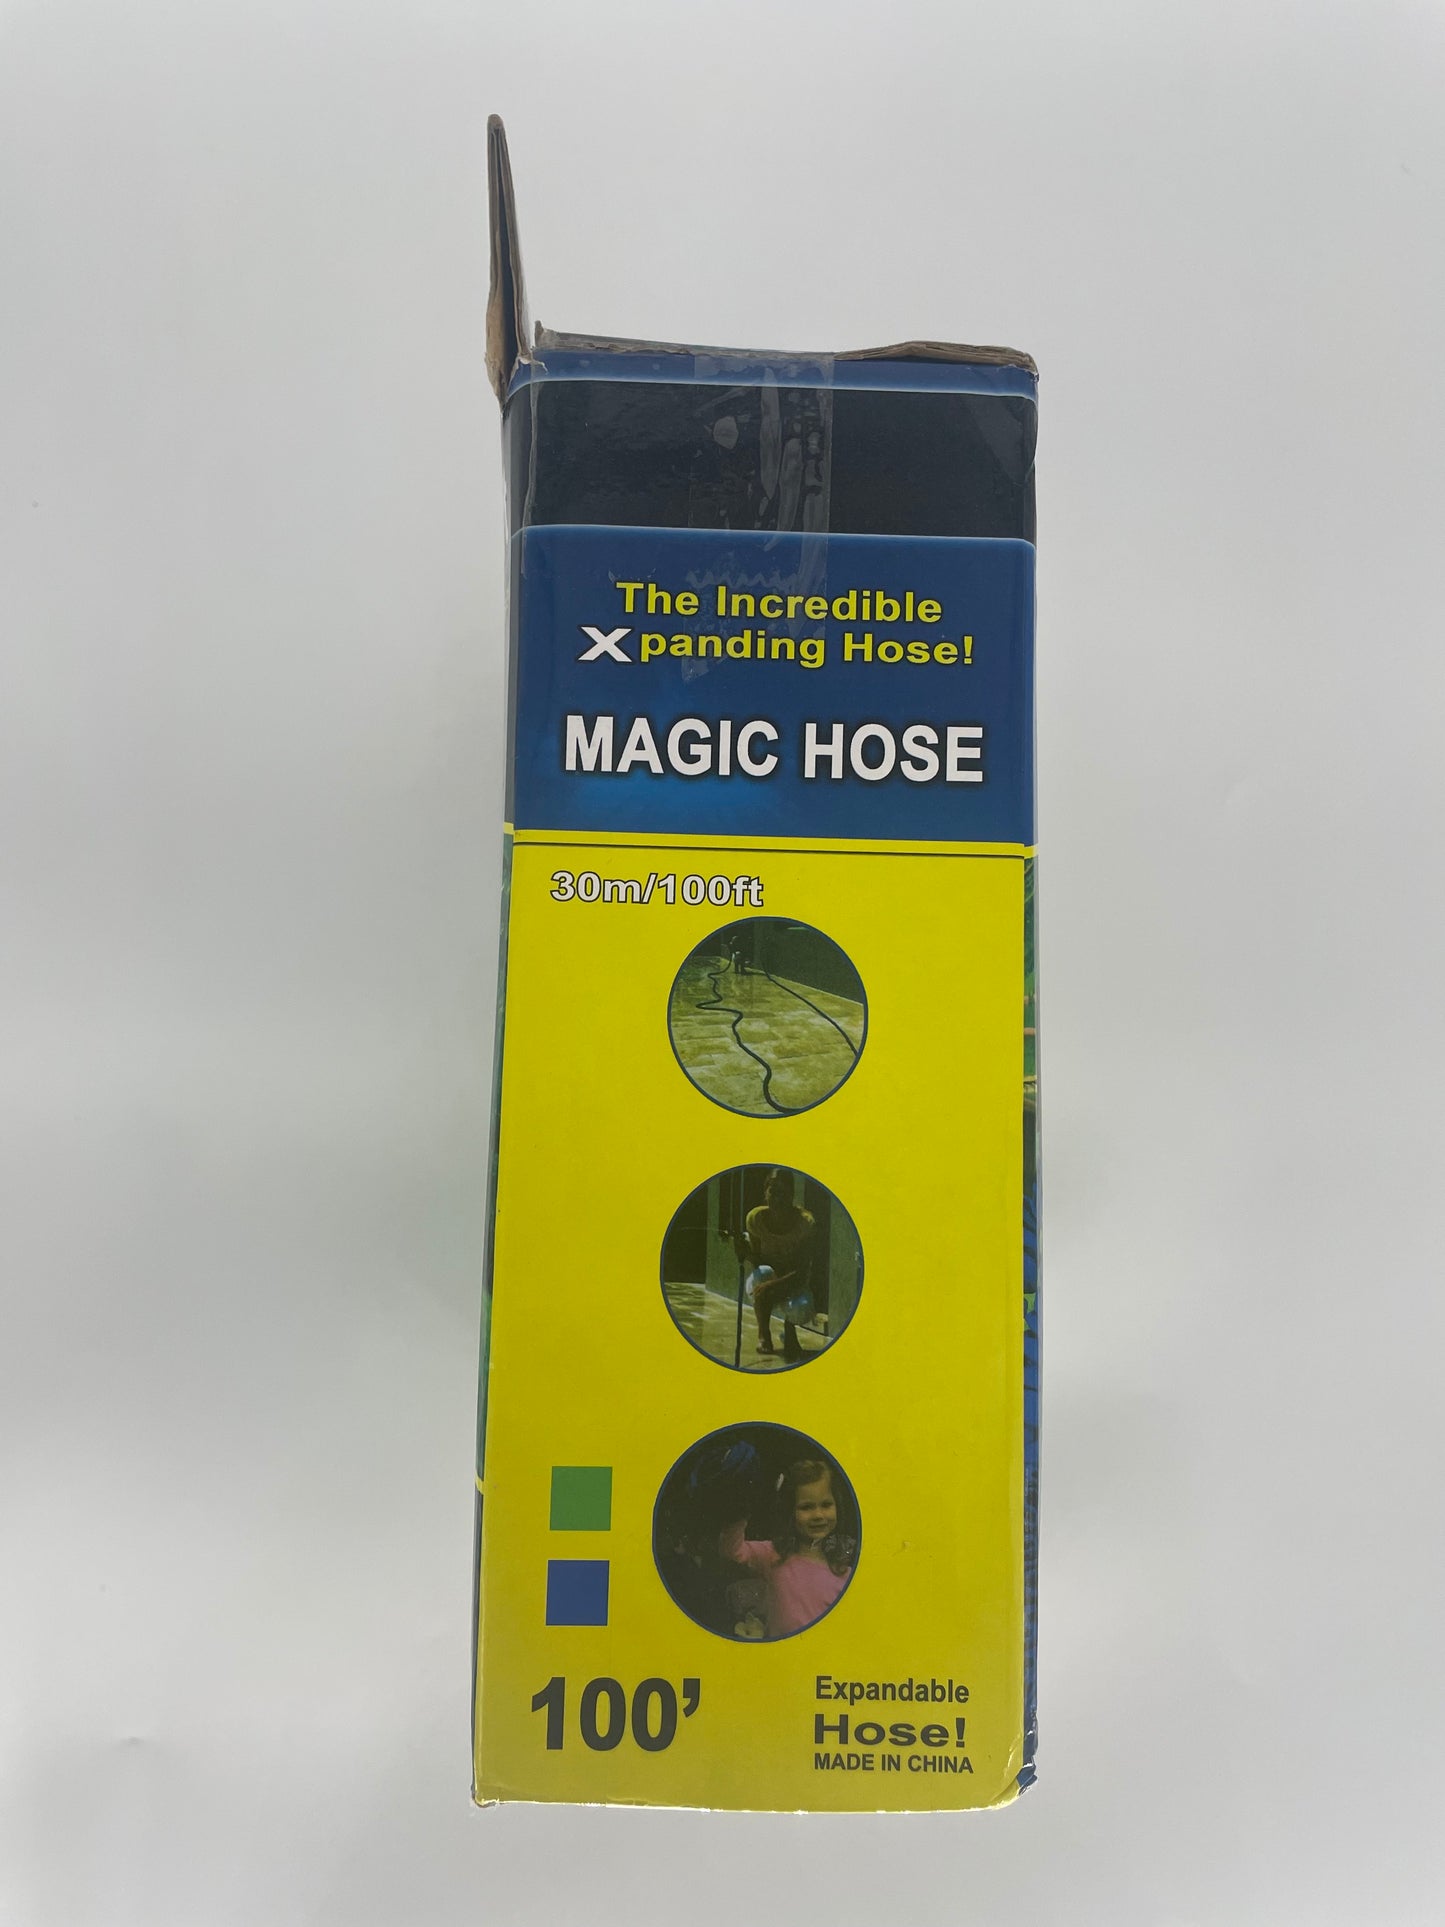 The Incredible
Xpanding Hose!
MAGIC HOSE
30m/100ft
100’
Expandable
Hose!
MADE IN CHINA